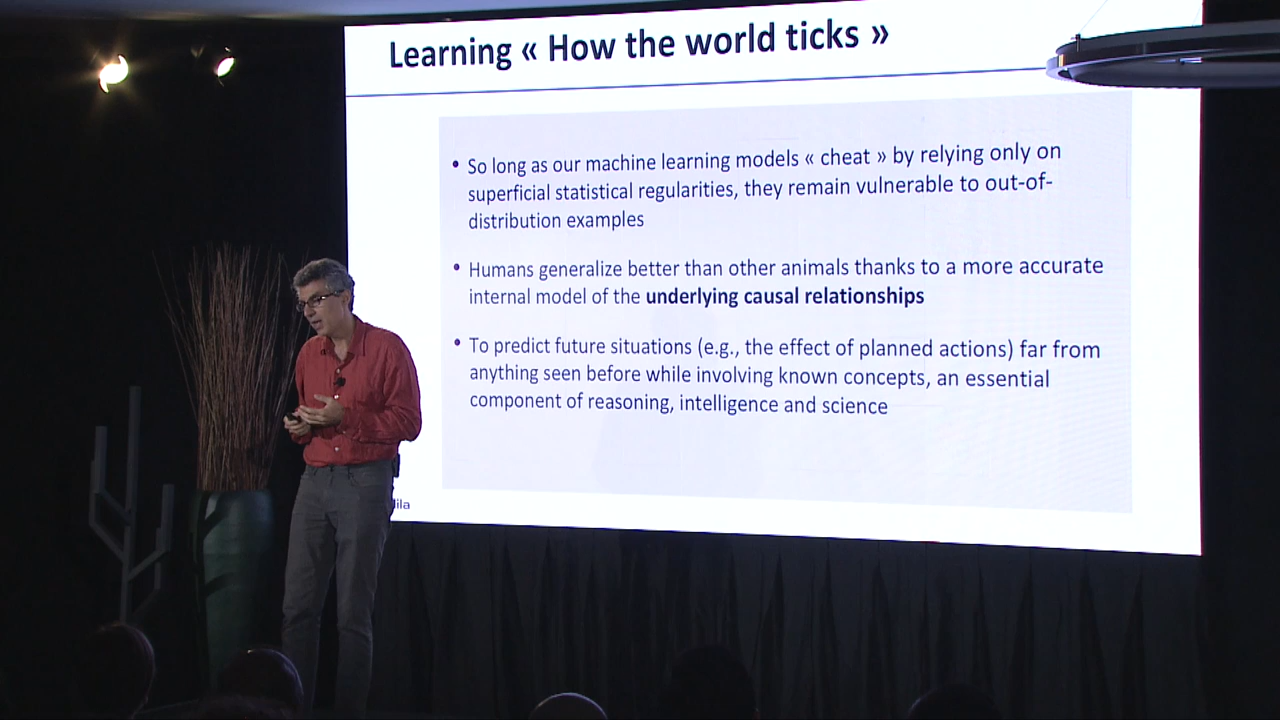 Learning « How the world ticks »
• So long as our machine learning models « cheat » by relying only on
superficial statistical regularities, they remain vulnerable to out-of-
distribution examples
• Humans generalize better than other animals thanks to a more accurate
internal model of the underlying causal relationships
• To predict future situations (e.g., the effect of planned actions) far from
anything seen before while involving known concepts, an essential
component of reasoning, intelligence and science